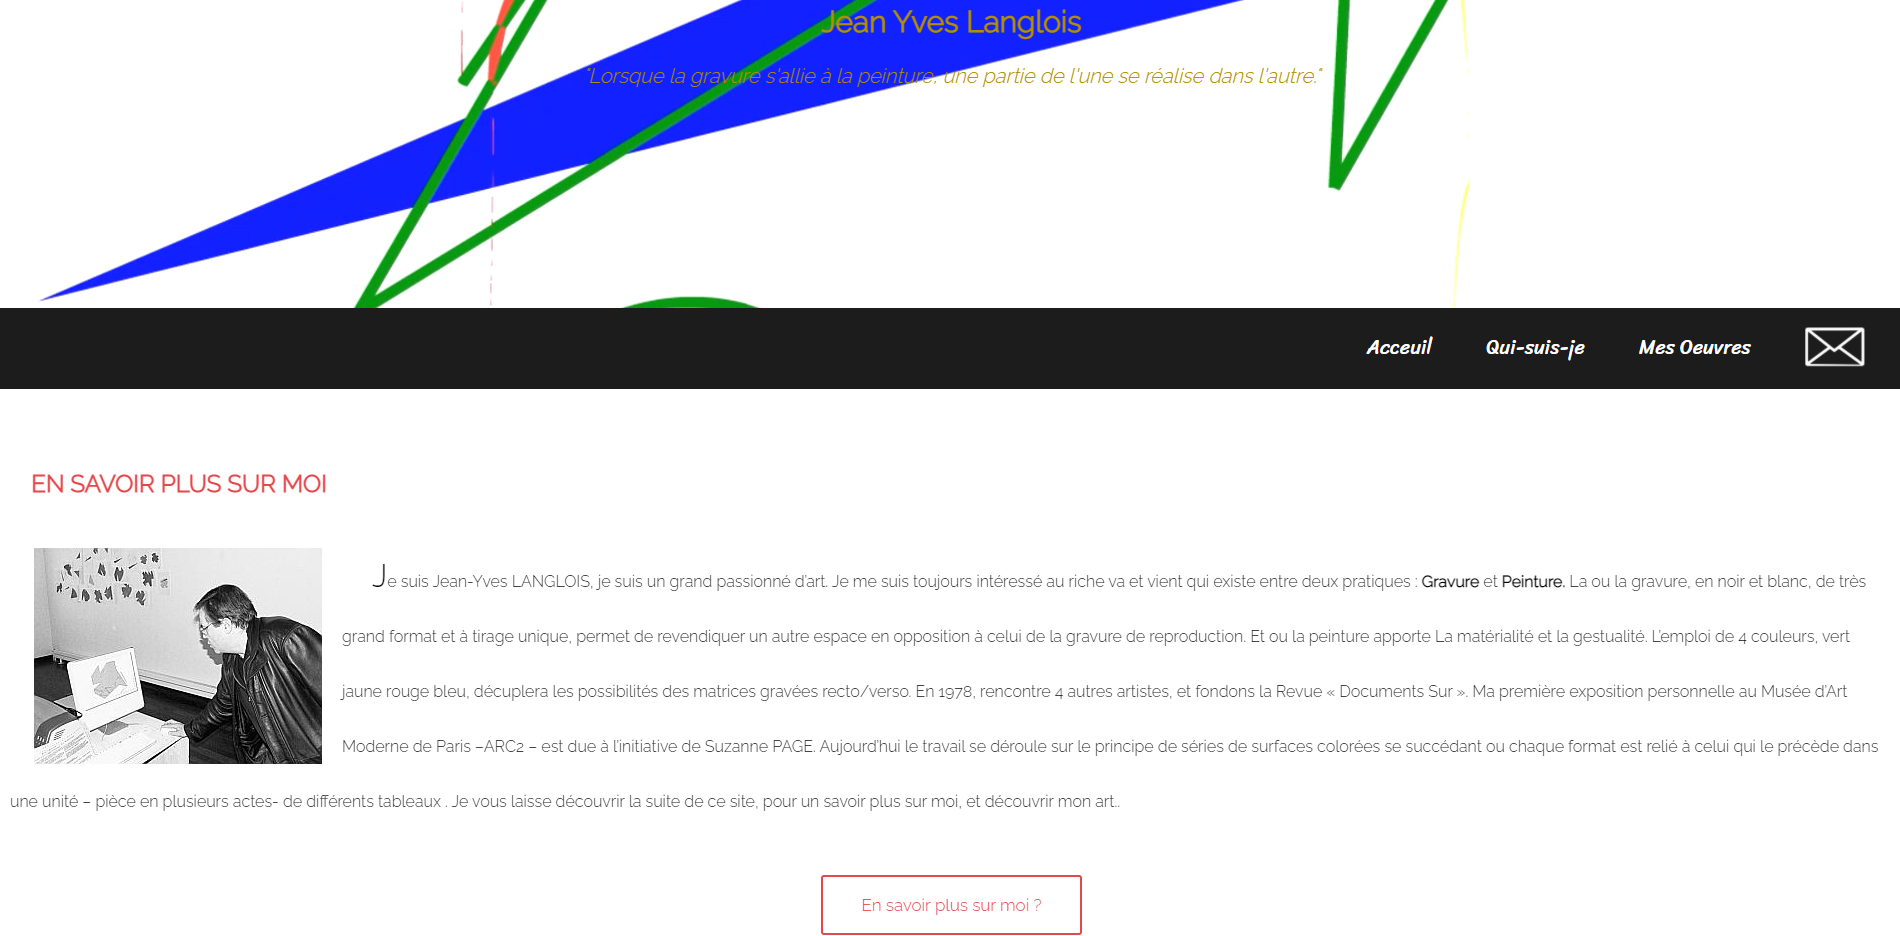 Jean Yves Langlois
"Lorsque la gravure s'allie à la peinture, une partie de l'une se réalise dans l'autre."
Acceuil Qui-suis-je Mes Oeuvres
EN SAVOIR PLUS SUR MOI
Je suis Jean-Yves LANGLOIS, je suis un grand passionné d'art. Je me suis toujours intéressé au riche va et vient qui existe entre deux pratiques : Gravure et Peinture. La ou la gravure, en noir et blanc, de très
grand format et à tirage unique, permet de revendiquer un autre espace en opposition à celui de la gravure de reproduction. Et ou la peinture apporte La matérialité et la gestualité. L'emploi de 4 couleurs, vert
jaune rouge bleu, décuplera les possibilités des matrices gravées recto/verso. En 1978, rencontre 4 autres artistes, et fondons la Revue « Documents Sur ». Ma première exposition personnelle au Musée d'Art
Moderne de Paris –ARC2 – est due à l'initiative de Suzanne PAGE. Aujourd'hui le travail se déroule sur le principe de séries de surfaces colorées se succédant ou chaque format est relié à celui qui le précède dans
une unité – pièce en plusieurs actes- de différents tableaux . Je vous laisse découvrir la suite de ce site, pour un savoir plus sur moi, et découvrir mon art..
En savoir plus sur moi ?